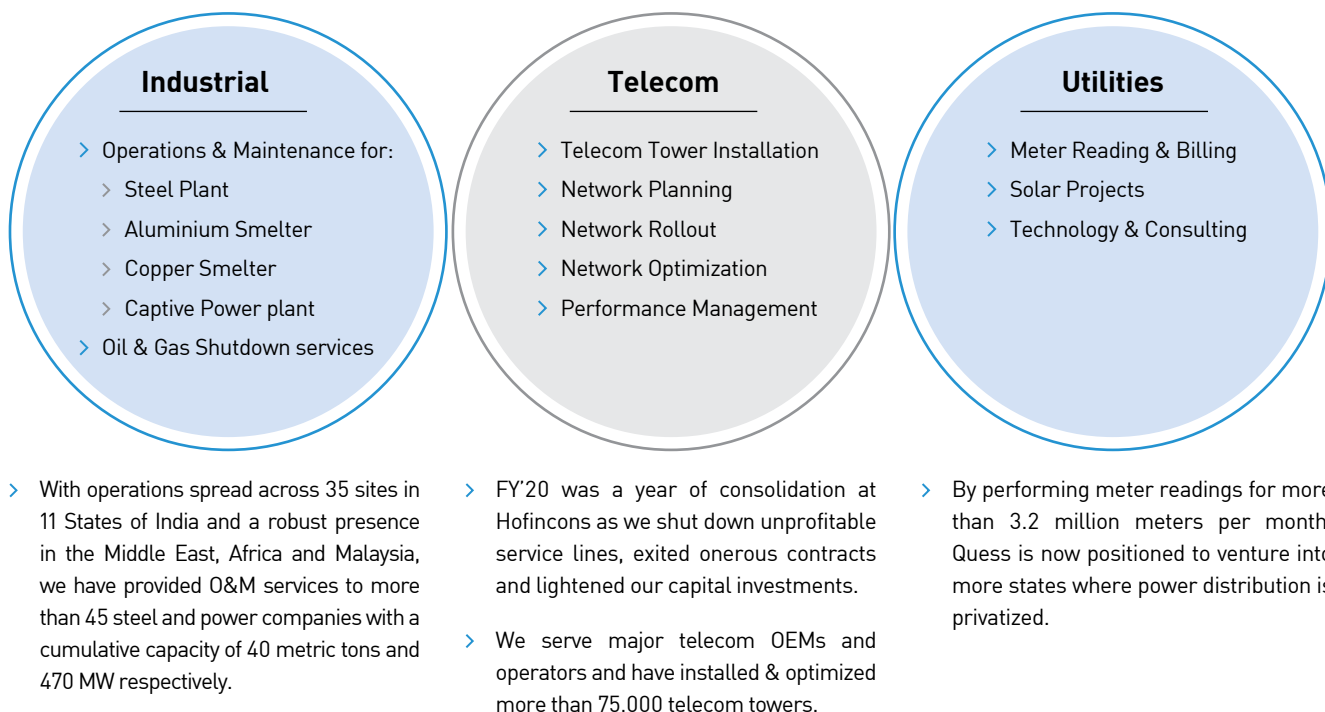 Industrial
Operations & Maintenance for:
Steel Plant
Aluminium Smelter
Copper Smelter
Captive Power plant
Oil & Gas Shutdown services
Telecom
Telecom Tower Installation
Network Planning
Network Rollout
Network Optimization
Performance Management
Utilities
Meter Reading & Billing
Solar Projects
Technology & Consulting
With operations spread across 35 sites in
11 States of India and a robust presence
in the Middle East, Africa and Malaysia,
we have provided O&M services to more
than 45 steel and power companies with a
cumulative capacity of 40 metric tons and
470 MW respectively.
FY'20 was a year of consolidation at
Hofincons as we shut down unprofitable
service lines, exited onerous contracts
and lightened our capital investments.
We serve major telecom OEMs and
operators and have installed & optimized
more than 75,000 telecom towers.
By performing meter readings for more
than 3.2 million meters per month
Quess is now positioned to venture into
more states where power distribution is
privatized.